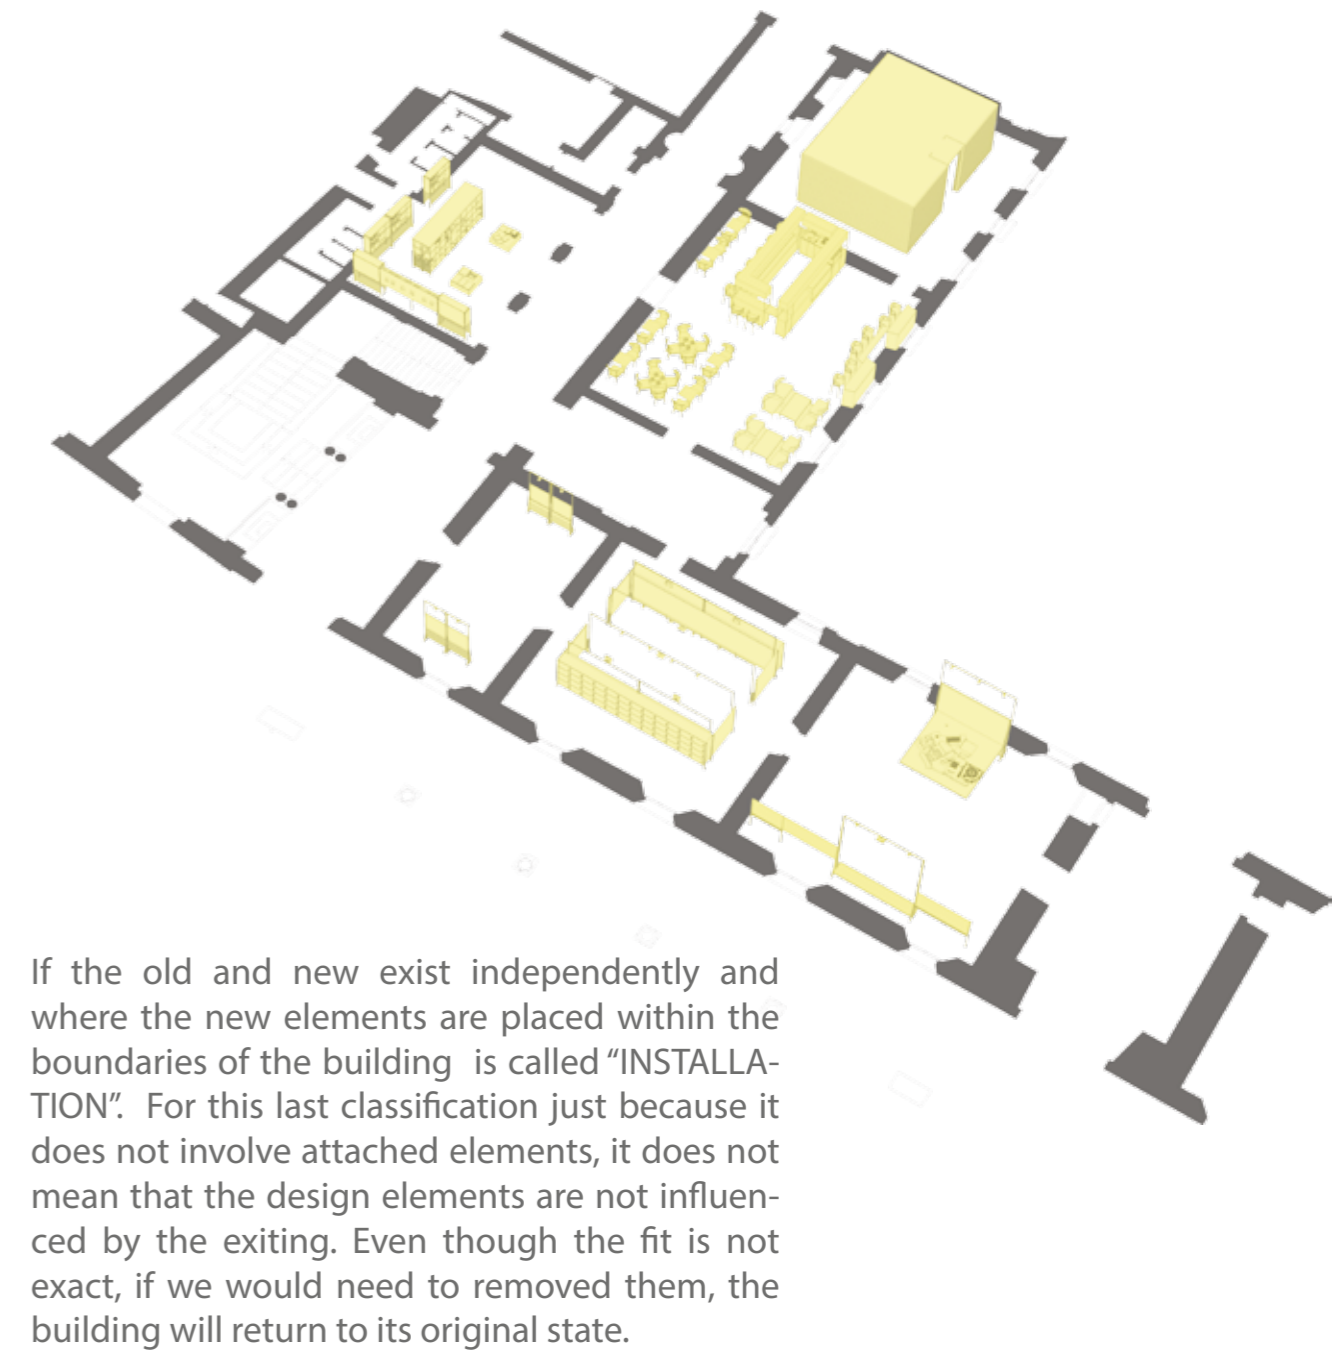 If the old and new exist independently and
where the new elements are placed within the
boundaries of the building  is called “INSTALLA-
TION”.  For this last classification just because it
does not involve attached elements, it does not
mean that the design elements are not influen-
ced by the exiting. Even though the fit is not
exact, if we would need to removed them, the
building will return to its original state.